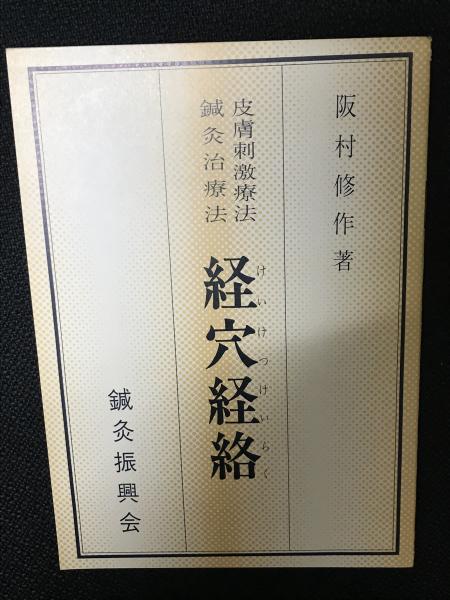 阪村修作著
皮膚刺激療法
鍼灸治療法
経穴経絡
けいけつけいらく
鍼灸振興会